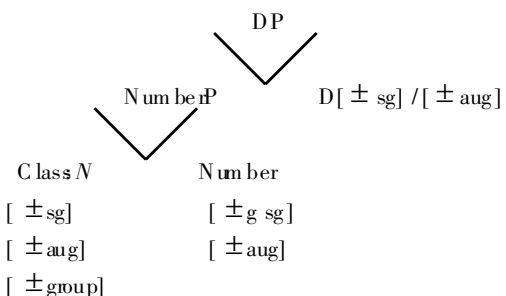 DP
NumberP D[ ± sg] /[ ± aug]
Class N Number
[ ±sg] [ ±g sg]
[ ±aug] [ ±aug]
[ ±group]